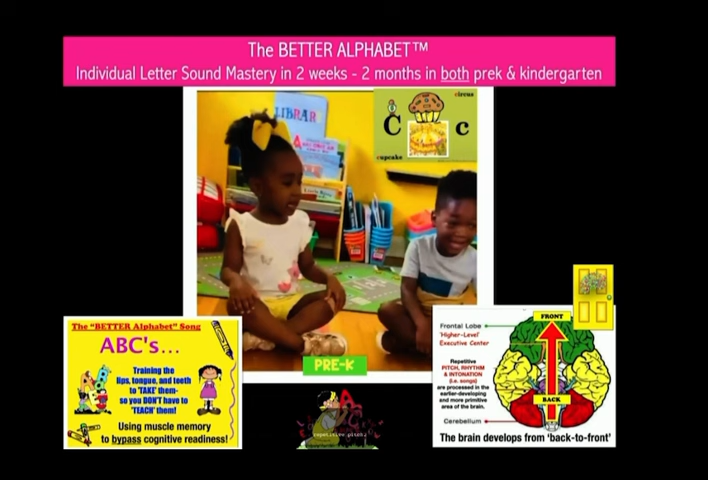 The BETTER ALPHABET™
Individual Letter Sound Mastery in 2 weeks - 2 months in both prek & kindergarten
LIBRAR
circus
C c
cupcake
PRE-K
The "BETTER Alphabet" Song
ABC's...
Training the
lips, tongue, and teeth
to 'TAKE' them-
so you DON'T have to
'TEACH' them!
Using muscle memory
to bypass cognitive readiness!
repetitive pitch,
Frontal Lobe
'Higher-Level'
Executive Center
Repetitive
PITCH, RHYTHM
& INTONATION
(i.e. songs)
are processed in the
earlier-developing
and more primitive
area of the brain.
Cerebellum
FRONT
BACK
The brain develops from 'back-to-front'